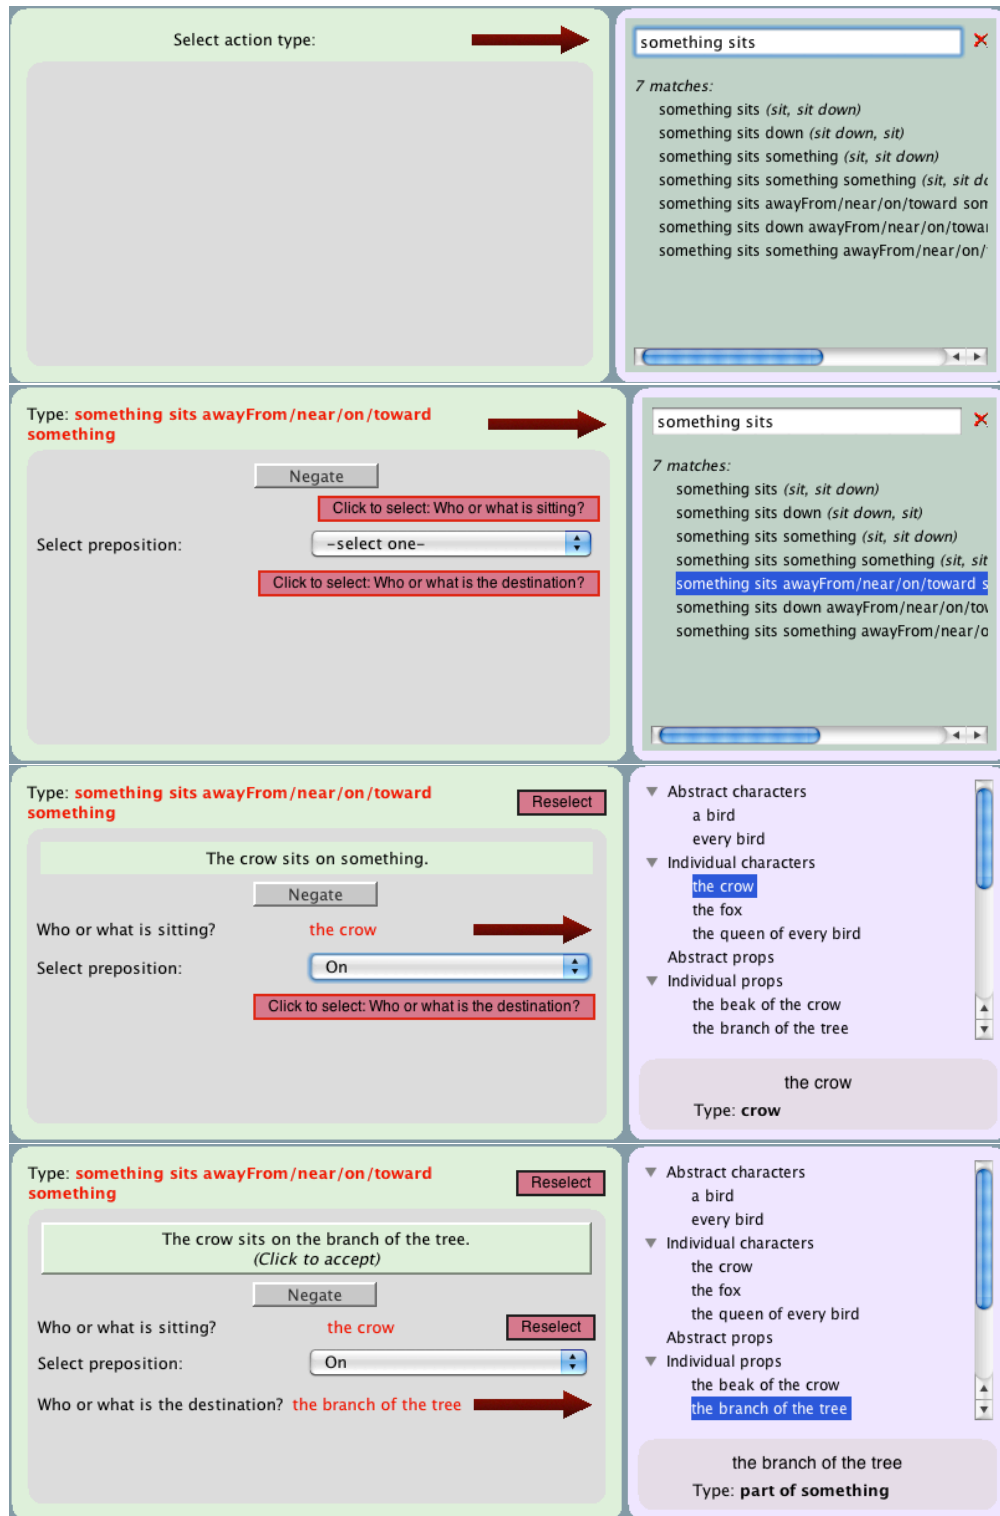 Select action type:
something sits
7 matches:
something sits (sit, sit down)
something sits down (sit down, sit)
something sits something (sit, sit down)
something sits something something (sit, sit do
something sits awayFrom/near/on/toward som
something sits down awayFrom/near/on/towar
something sits something awayFrom/near/on/
Type: something sits awayFrom/near/on/toward
something
Negate
Click to select: Who or what is sitting?
Select preposition:
-select one-
Click to select: Who or what is the destination?
something sits
7 matches:
something sits (sit, sit down)
something sits down (sit down, sit)
something sits something (sit, sit down)
something sits something something (sit, sit
something sits awayFrom/near/on/toward s
something sits down awayFrom/near/on/tow
something sits something awayFrom/near/o
Type: something sits awayFrom/near/on/toward
something
Reselect
The crow sits on something.
Negate
Who or what is sitting?
the crow
Select preposition:
On
Click to select: Who or what is the destination?
Abstract characters
a bird
every bird
Individual characters
the crow
the fox
the queen of every bird
Abstract props
Individual props
the beak of the crow
the branch of the tree
the crow
Type: crow
Type: something sits awayFrom/near/on/toward
something
Reselect
The crow sits on the branch of the tree.
(Click to accept)
Negate
Who or what is sitting?
the crow
Reselect
Select preposition:
On
Who or what is the destination? the branch of the tree
Abstract characters
a bird
every bird
Individual characters
the crow
the fox
the queen of every bird
Abstract props
Individual props
the beak of the crow
the branch of the tree
the branch of the tree
Type: part of something